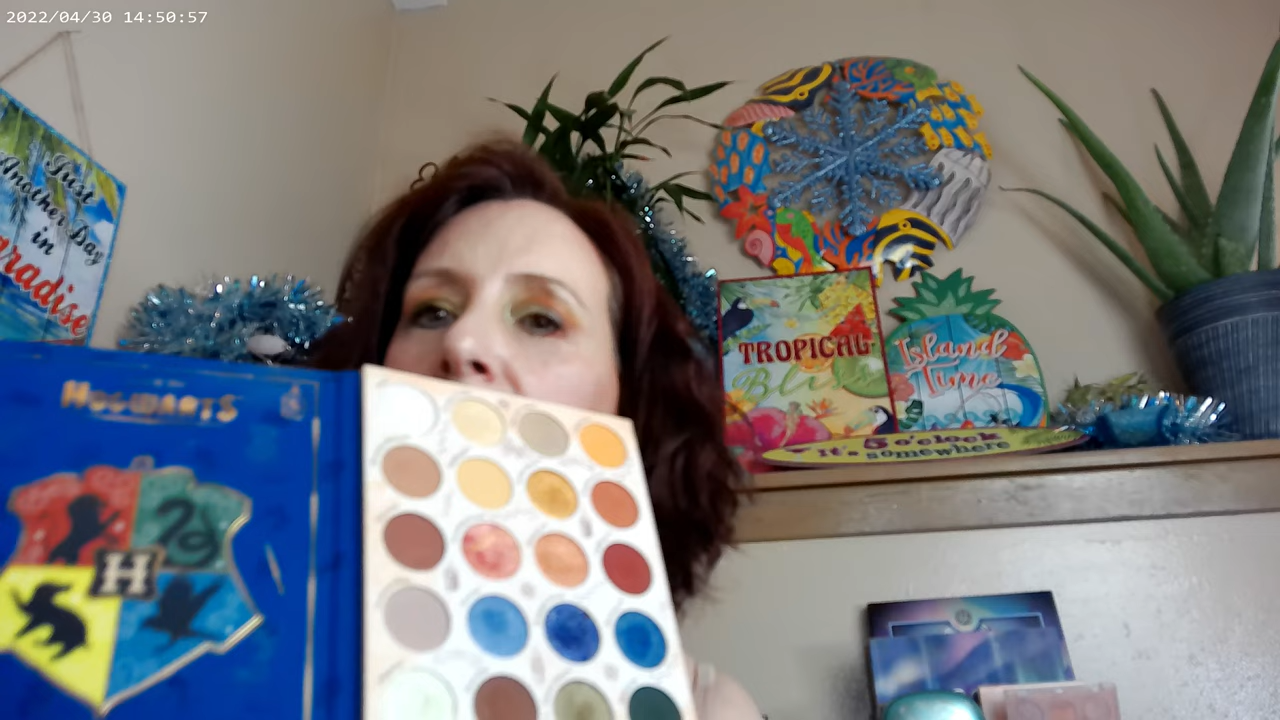 2022/04/30 14:50:57
Just
Another Day
in
Paradise
HOGWARTS
H
TROPICAL
Bliss
Island
Time
it's 5 o'clock
somewhere